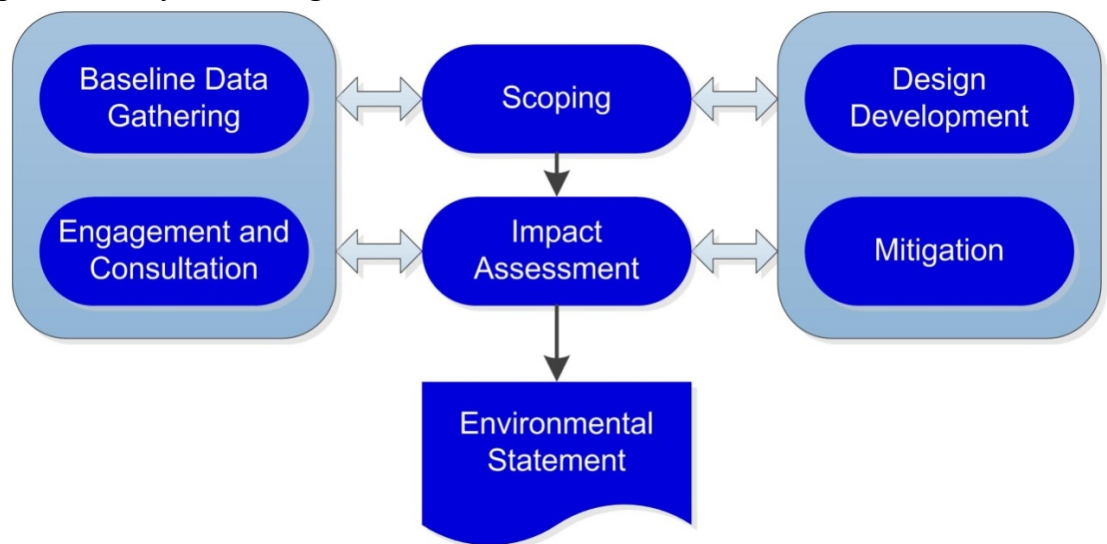 Baseline Data
Gathering
Scoping
Design
Development
Engagement and
Consultation
Impact
Assessment
Mitigation
Environmental
Statement